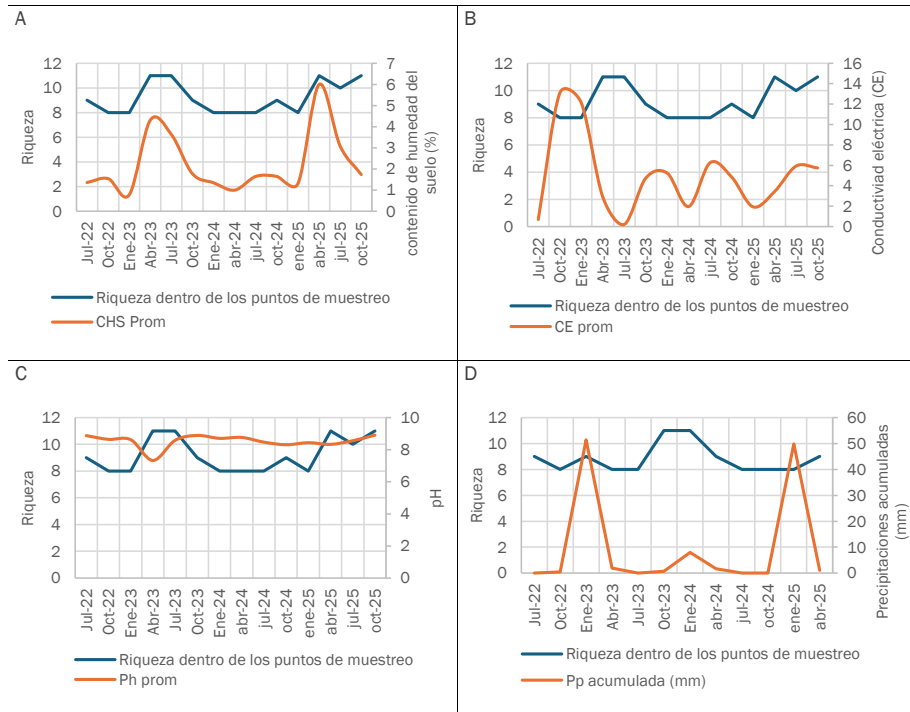 A
Riqueza
12
10
8
6
4
2
0
7
6
5
4
3
2
1
0
contenido de humedad del
suelo (%)
Jul-22
Oct-22
Ene-23
Abr-23
Jul-23
Oct-23
Ene-24
abr-24
jul-24
oct-24
ene-25
abr-25
jul-25
oct-25
Riqueza dentro de los puntos de muestreo
CHS Prom
B
Riqueza
12
10
8
6
4
2
0
16
14
12
10
8
6
4
2
0
Conductiviad eléctrica (CE)
Jul-22
Oct-22
Ene-23
Abr-23
Jul-23
Oct-23
Ene-24
abr-24
jul-24
oct-24
ene-25
abr-25
jul-25
oct-25
Riqueza dentro de los puntos de muestreo
CE prom
C
Riqueza
12
10
8
6
4
2
0
10
8
6
4
2
0
pH
Jul-22
Oct-22
Ene-23
Abr-23
Jul-23
Oct-23
Ene-24
abr-24
jul-24
oct-24
ene-25
abr-25
jul-25
oct-25
Riqueza dentro de los puntos de muestreo
Ph prom
D
Riqueza
12
10
8
6
4
2
0
60
50
40
30
20
10
0
Precipitaciones acumuladas
(mm)
Jul-22
Oct-22
Ene-23
Abr-23
Jul-23
Oct-23
Ene-24
Abr-24
jul-24
oct-24
ene-25
abr-25
Riqueza dentro de los puntos de muestreo
Pp acumulada (mm)